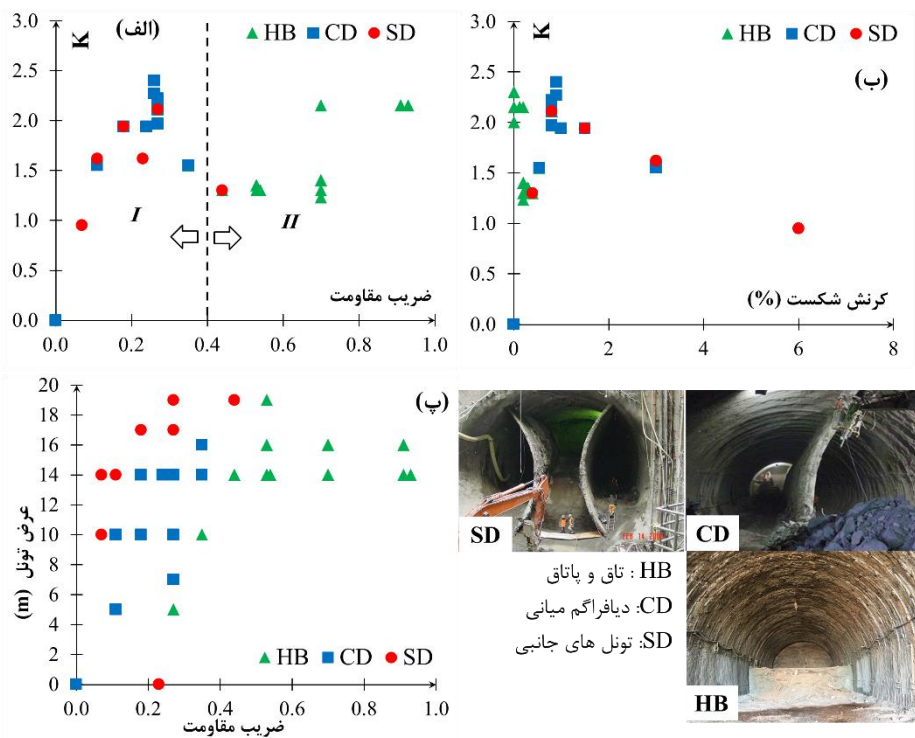 (الف)
K
HB CD SD
3.0
2.5
2.0
1.5
1.0
0.5
0.0
I
II
ضریب مقاومت
0.0 0.2 0.4 0.6 0.8 1.0
K
HB CD SD
(ب)
3.0
2.5
2.0
1.5
1.0
0.5
0.0
کرنش شکست (%)
0 2 4 6 8
(پ)
20
18
16
14
12
10
8
6
4
2
0
عرض تونل (m)
HB CD SD
0.0 0.2 0.4 0.6 0.8 1.0
ضریب مقاومت
SD
CD
HB : تاق و پاتاق
CD: دیافراگم میانی
SD: تونل های جانبی
HB